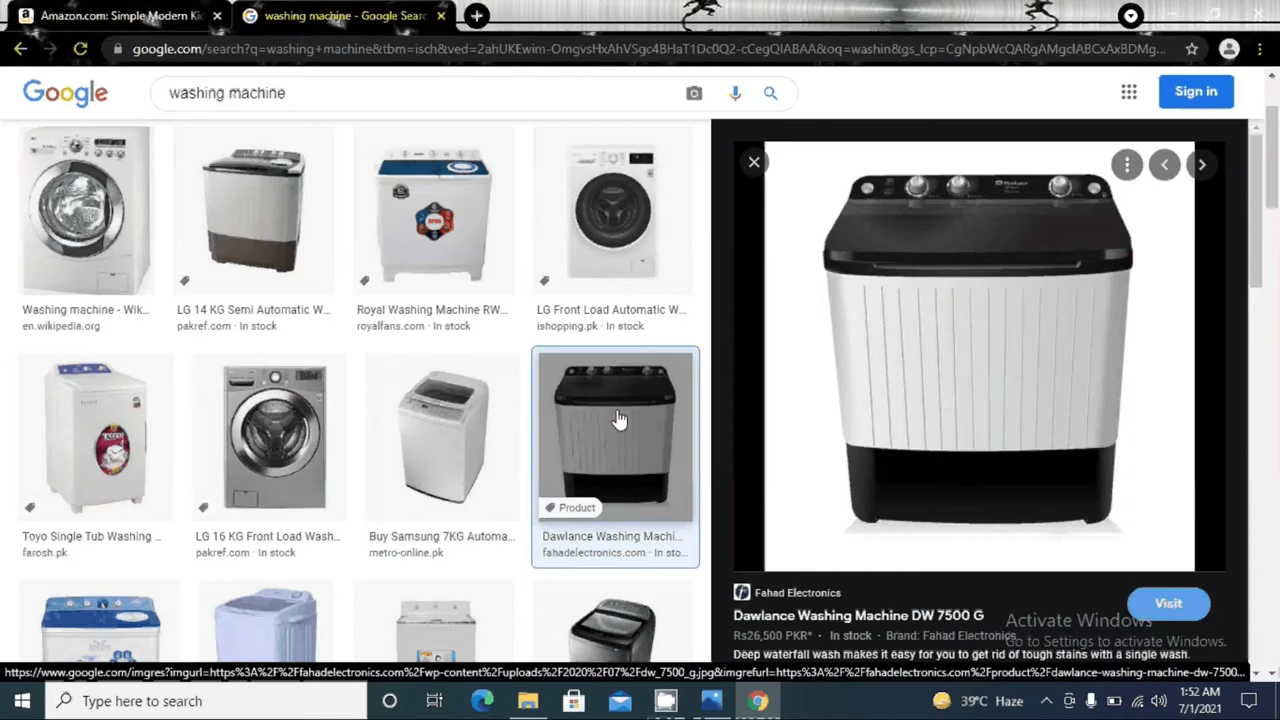 Amazon.com: Simple Modern Ki
washing machine - Google Sear
google.com/search?q=washing+machine&tbm=isch&ved=2ahUKEwim-OmgvsHxAhVSgc4BHaT1Dc0Q2-cCegQIABAA&oq=washin&gs_lcp=CgNpbWcQARgAMgcIABCxAxBDMg...
Google
washing machine
Sign in
Washing machine - Wik...
en.wikipedia.org
LG 14 KG Semi Automatic W...
pakref.com · In stock
Royal Washing Machine RW...
royalfans.com · In stock
LG Front Load Automatic W...
ishopping.pk · In stock
TOYO
Product
Toyo Single Tub Washing ...
farosh.pk
LG 16 KG Front Load Wash...
pakref.com · In stock
Buy Samsung 7KG Automa...
metro-online.pk
Dawlance Washing Machi...
fahadelectronics.com · In sto...
Dawlance
Fahad Electronics
Visit
Dawlance Washing Machine DW 7500 G
Rs26,500 PKR* · In stock · Brand: Fahad Electronics
Deep waterfall wash makes it easy for you to get rid of tough stains with a single wash.
Activate Windows
Go to Settings to activate Windows.
https://www.google.com/imgres?imgurl=https%3A%2F%2Ffahadelectronics.com%2Fwp-content%2Fuploads%2F2020%2F07%2Fdw_7500_g.jpg&imgrefurl=https%3A%2F%2Ffahadelectronics.com%2Fproduct%2Fdawlance-washing-machine-dw-7500...
Type here to search
39°C Haze
1:52 AM
7/1/2021